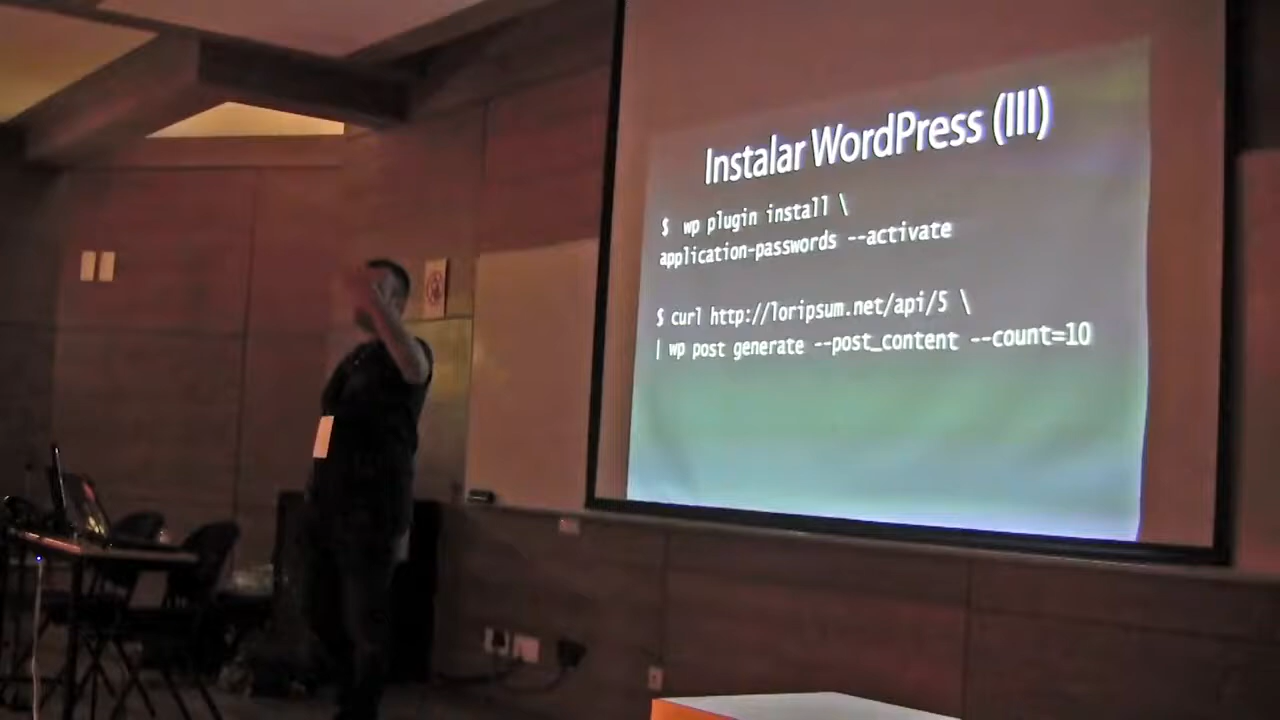 Instalar WordPress (III)
$ wp plugin install \
application-passwords --activate
$ curl http://loripsum.net/api/5 \
| wp post generate --post_content --count=10